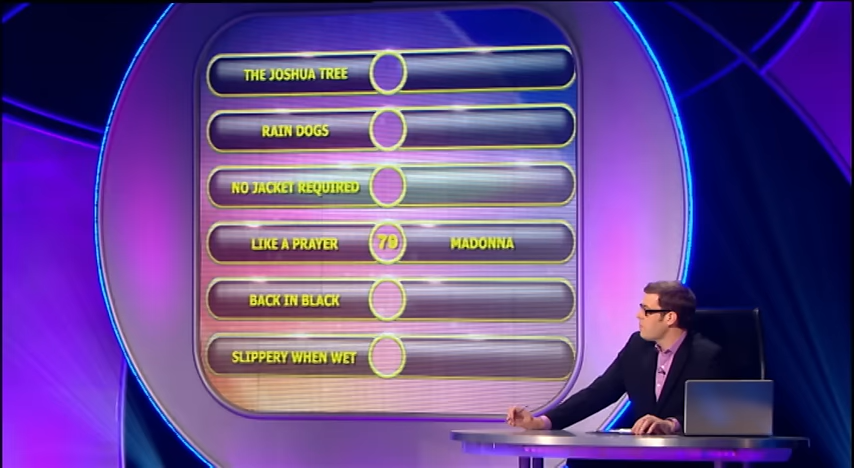 THE JOSHUA TREE
RAIN DOGS
NO JACKET REQUIRED
LIKE A PRAYER 79 MADONNA
BACK IN BLACK
SLIPPERY WHEN WET